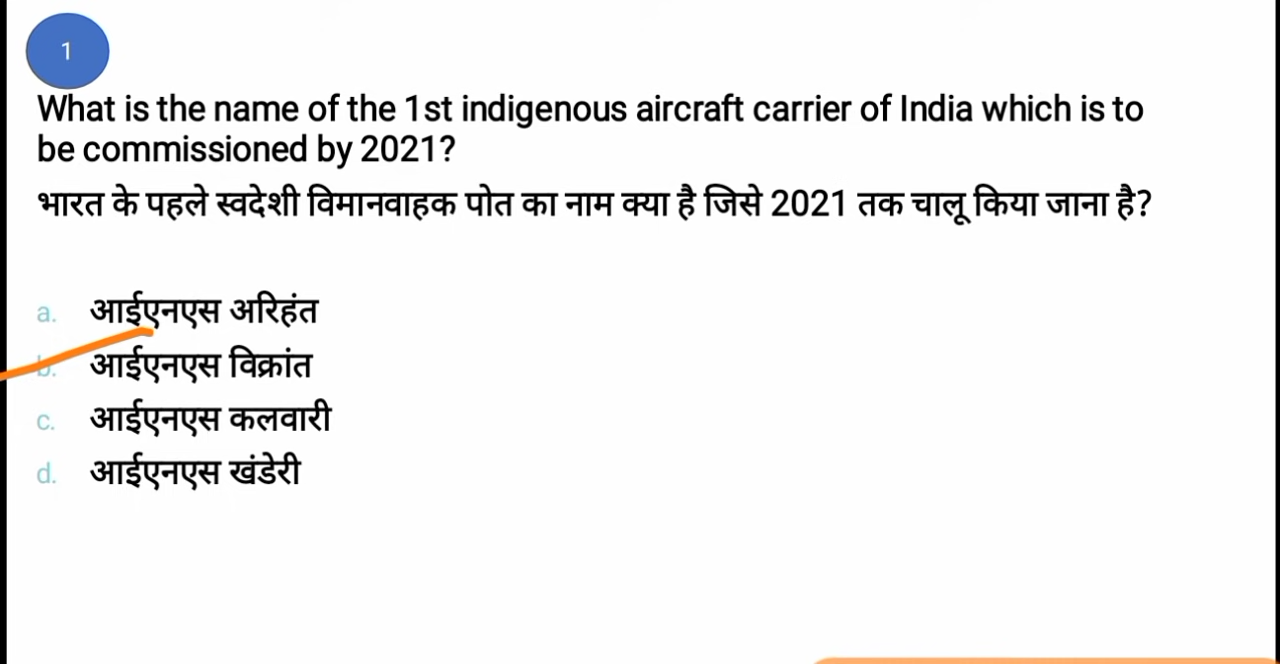 1
What is the name of the 1st indigenous aircraft carrier of India which is to
be commissioned by 2021?
भारत के पहले स्वदेशी विमानवाहक पोत का नाम क्या है जिसे 2021 तक चालू किया जाना है?
a. आईएनएस अरिहंत
b. आईएनएस विक्रांत
c. आईएनएस कलवारी
d. आईएनएस खंडेरी